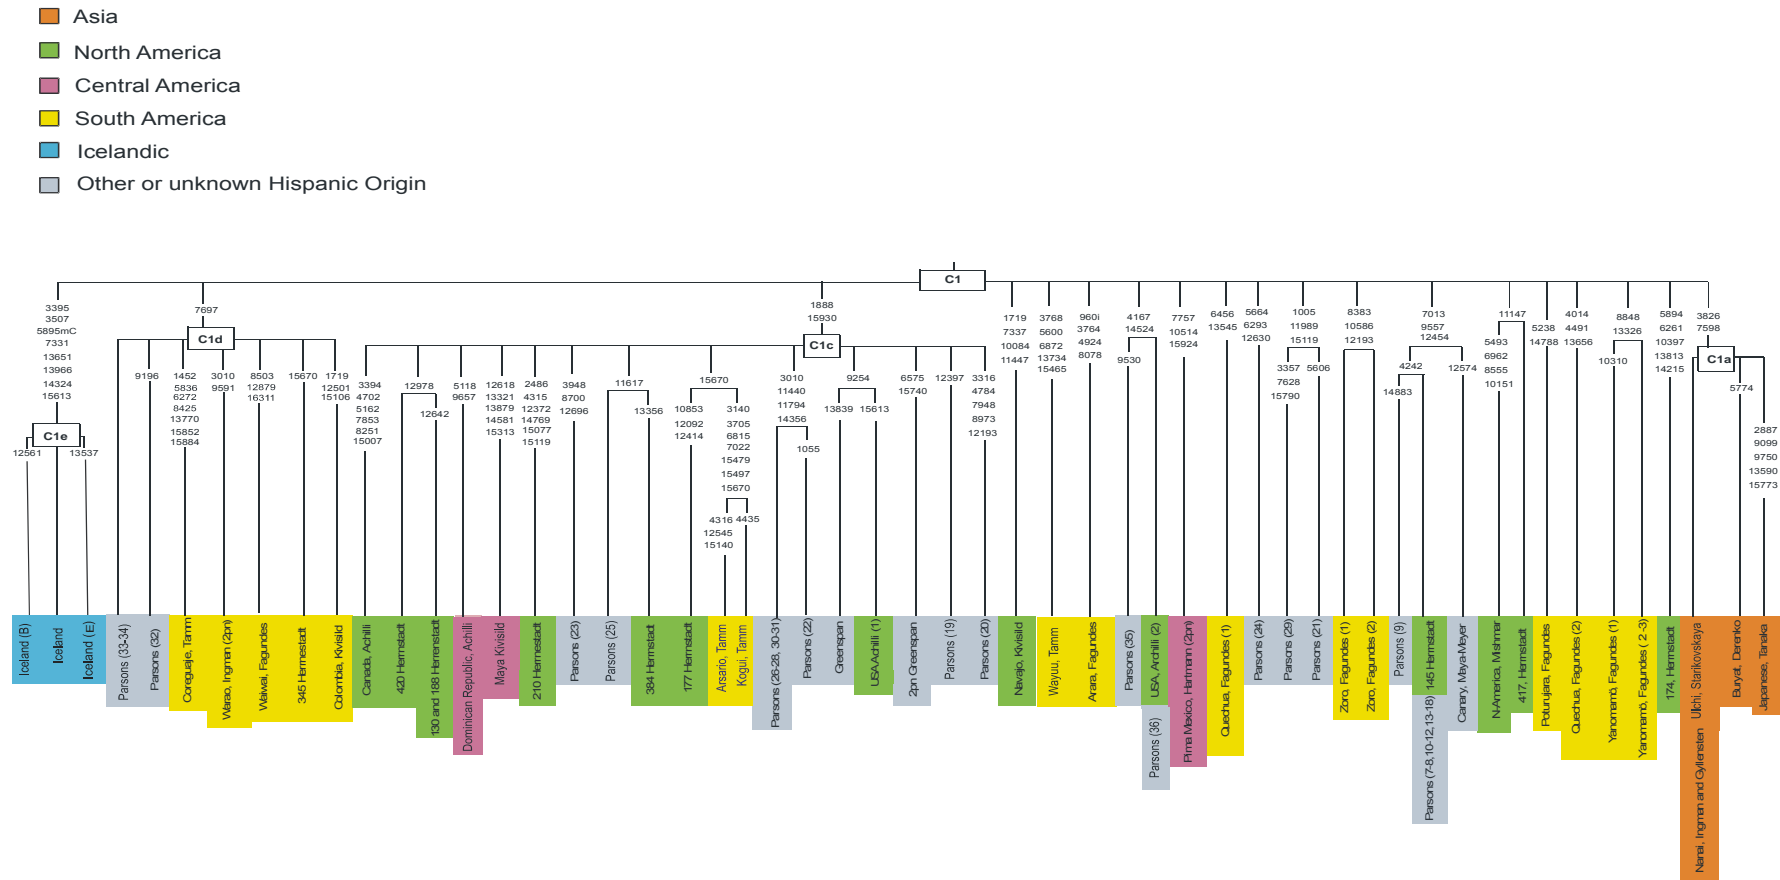 Asia
North America
Central America
South America
Icelandic
Other or unknown Hispanic Origin
C1
3395
3507
5895mC
7331
13651
13966
14324
15613
C1e
12561
13537
7697
C1d
9196
1452
5836
6272
8425
13770
15852
15884
3010
9591
8503
12879
16311
15670
1719
12501
15106
1888
15930
C1c
3394
4702
5162
7853
8251
15007
12978
12642
5118
9657
12618
13321
13879
14581
15313
2486
4315
12372
14769
15077
15119
3948
8700
12696
11617
13356
15670
10853
12092
12414
3140
3705
6815
7022
15479
15497
15670
4316
12545
15140
4435
3010
11440
11794
14356
1055
9254
13839
15613
6575
15740
12397
3316
4784
7948
8973
12193
1719
7337
10084
11447
3768
5600
6872
13734
15465
960i
3764
4924
8078
4167
14524
9530
7757
10514
15924
6456
13545
5664
6293
12630
1005
11989
15119
3357
7628
15790
5606
8383
10586
12193
7013
9557
12454
4242
14883
12574
11147
5493
6962
8555
10151
5238
14788
4014
4491
13656
8848
13326
10310
5894
6261
10397
13813
14215
3826
7598
C1a
5774
2887
9099
9750
13590
15773
Iceland (B)
Iceland
Iceland (E)
Parsons (33-34)
Parsons (32)
Coreguaje, Tamm
Warao, Ingman (2pn)
Waiwai, Fagundes
345 Hermestadt
Colombia, Kivisild
Canada, Achilli
420 Hermstadt
130 and 188 Herrenstadt
Dominican Republic, Achilli
Maya Kivisild
210 Hermestadt
Parsons (23)
Parsons (25)
384 Hermstadt
177 Hermstadt
Arsario, Tamm
Kogui, Tamm
Parsons (26-28, 30-31)
Parsons (22)
Greenspan
USA,Achilli (1)
2pn Greenspan
Parsons (19)
Parsons (20)
Navajo, Kivisild
Wayuu, Tamm
Arara, Fagundes
Parsons (35)
USA, Archilli (2)
Parsons (36)
Pima Mexico, Hartmann (2pn)
Quechua, Fagundes (1)
Parsons (24)
Parsons (29)
Parsons (21)
Zoro, Fagundes (1)
Zoro, Fagundes (2)
Parsons (9)
145 Herrnstadt
Parsons (7-8, 10-12, 13-18)
Canary, Maya-Meyer
N-America, Mishmar
417, Hermstadt
Poturujara, Fagundes
Quechua, Fagundes (2)
Yanomamö, Fagundes (1)
Yanomamö, Fagundes ( 2 -3)
174, Hermstadt
Ulchi, Starikovskaya
Nanai, Ingman and Gyllensten
Buryat, Derenko
Japanese, Tanaka